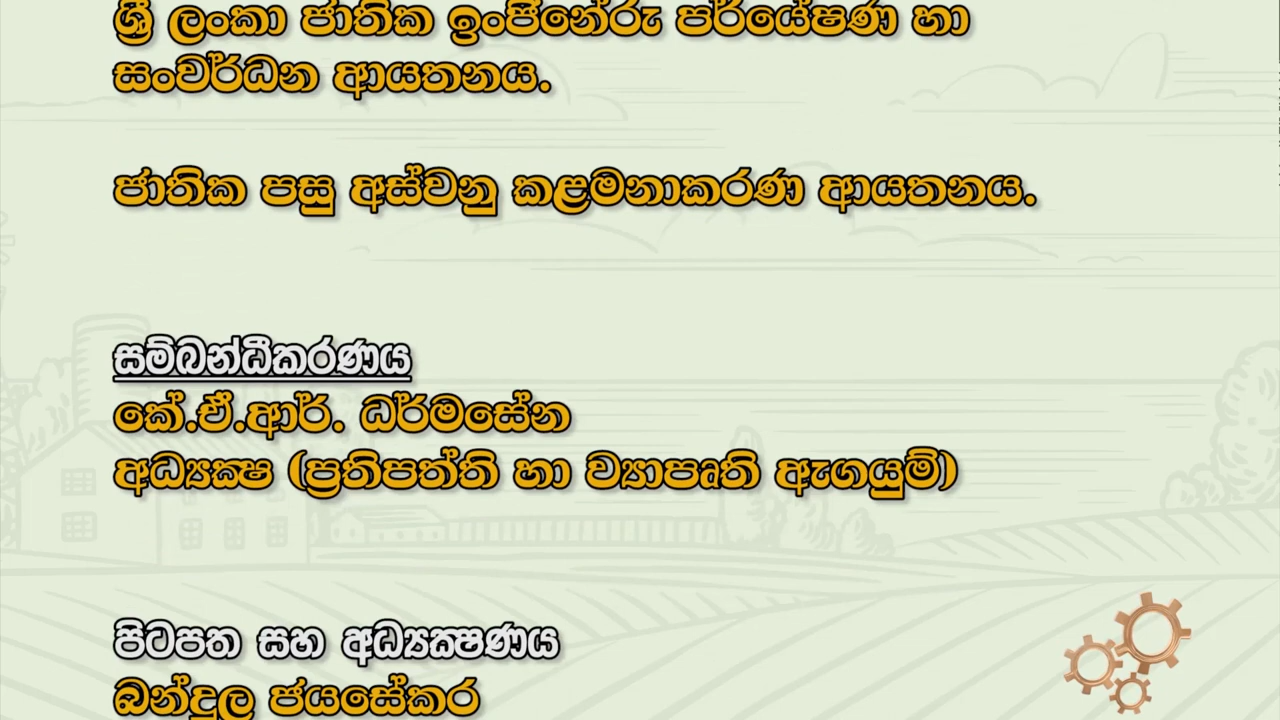 ශ්‍රී ලංකා ජාතික ඉංජිනේරු පර්යේෂණ හා
සංවර්ධන ආයතනය.
ජාතික පසු අස්වනු කළමනාකරණ ආයතනය.
සම්බන්ධීකරණය
කේ.ඒ.ආර්. ධර්මසේන
අධ්‍යක්ෂ (ප්‍රතිපත්ති හා ව්‍යාපෘති ඇගයුම්)
පිටපත සහ අධ්‍යක්ෂණය
බන්දුල ජයසේකර